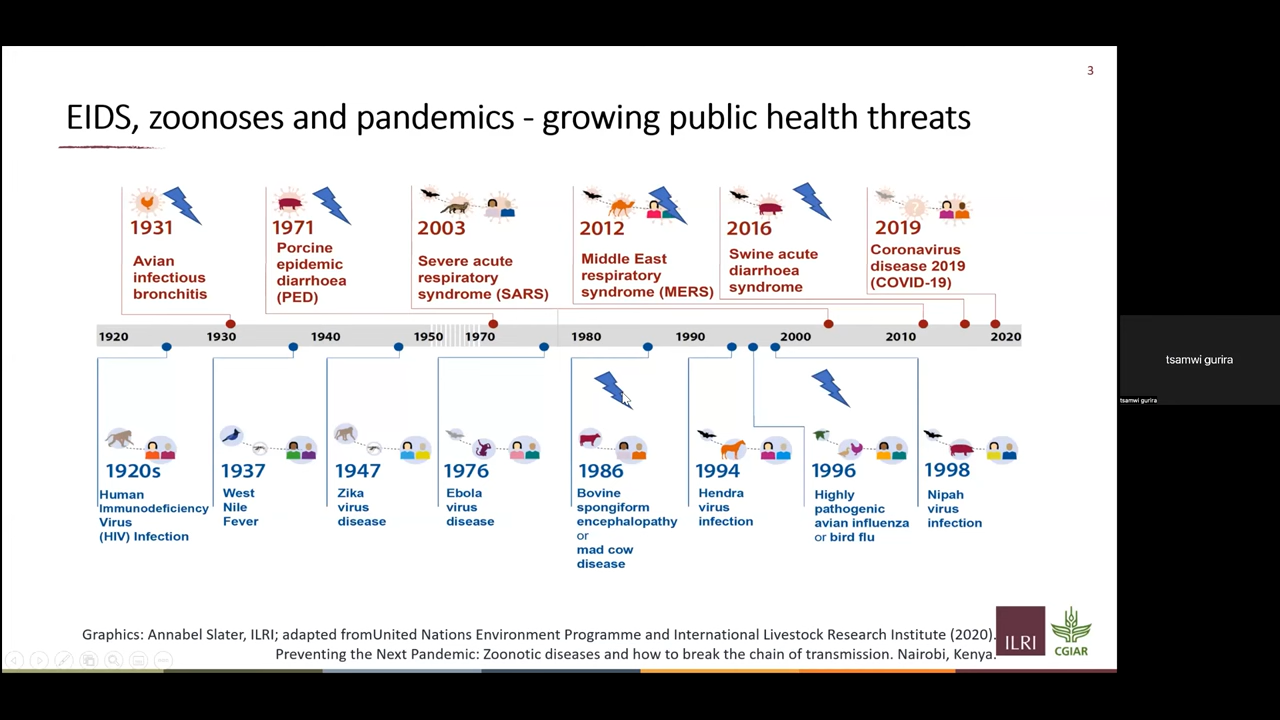 3
EIDS, zoonoses and pandemics - growing public health threats
1931
Avian
infectious
bronchitis
1971
Porcine
epidemic
diarrhoea
(PED)
2003
Severe acute
respiratory
syndrome (SARS)
2012
Middle East
respiratory
syndrome (MERS)
2016
Swine acute
diarrhoea
syndrome
?
2019
Coronavirus
disease 2019
(COVID-19)
1920 1930 1940 1950 1970 1980 1990 2000 2010 2020
1920s
Human
Immunodeficiency
Virus
(HIV) Infection
1937
West
Nile
Fever
1947
Zika
virus
disease
1976
Ebola
virus
disease
1986
Bovine
spongiform
encephalopathy
or
mad cow
disease
1994
Hendra
virus
infection
1996
Highly
pathogenic
avian influenza
or bird flu
1998
Nipah
virus
infection
Graphics: Annabel Slater, ILRI; adapted fromUnited Nations Environment Programme and International Livestock Research Institute (2020).
Preventing the Next Pandemic: Zoonotic diseases and how to break the chain of transmission. Nairobi, Kenya.
ILRI
CGIAR
tsamwi gurira
tsamwi gurira